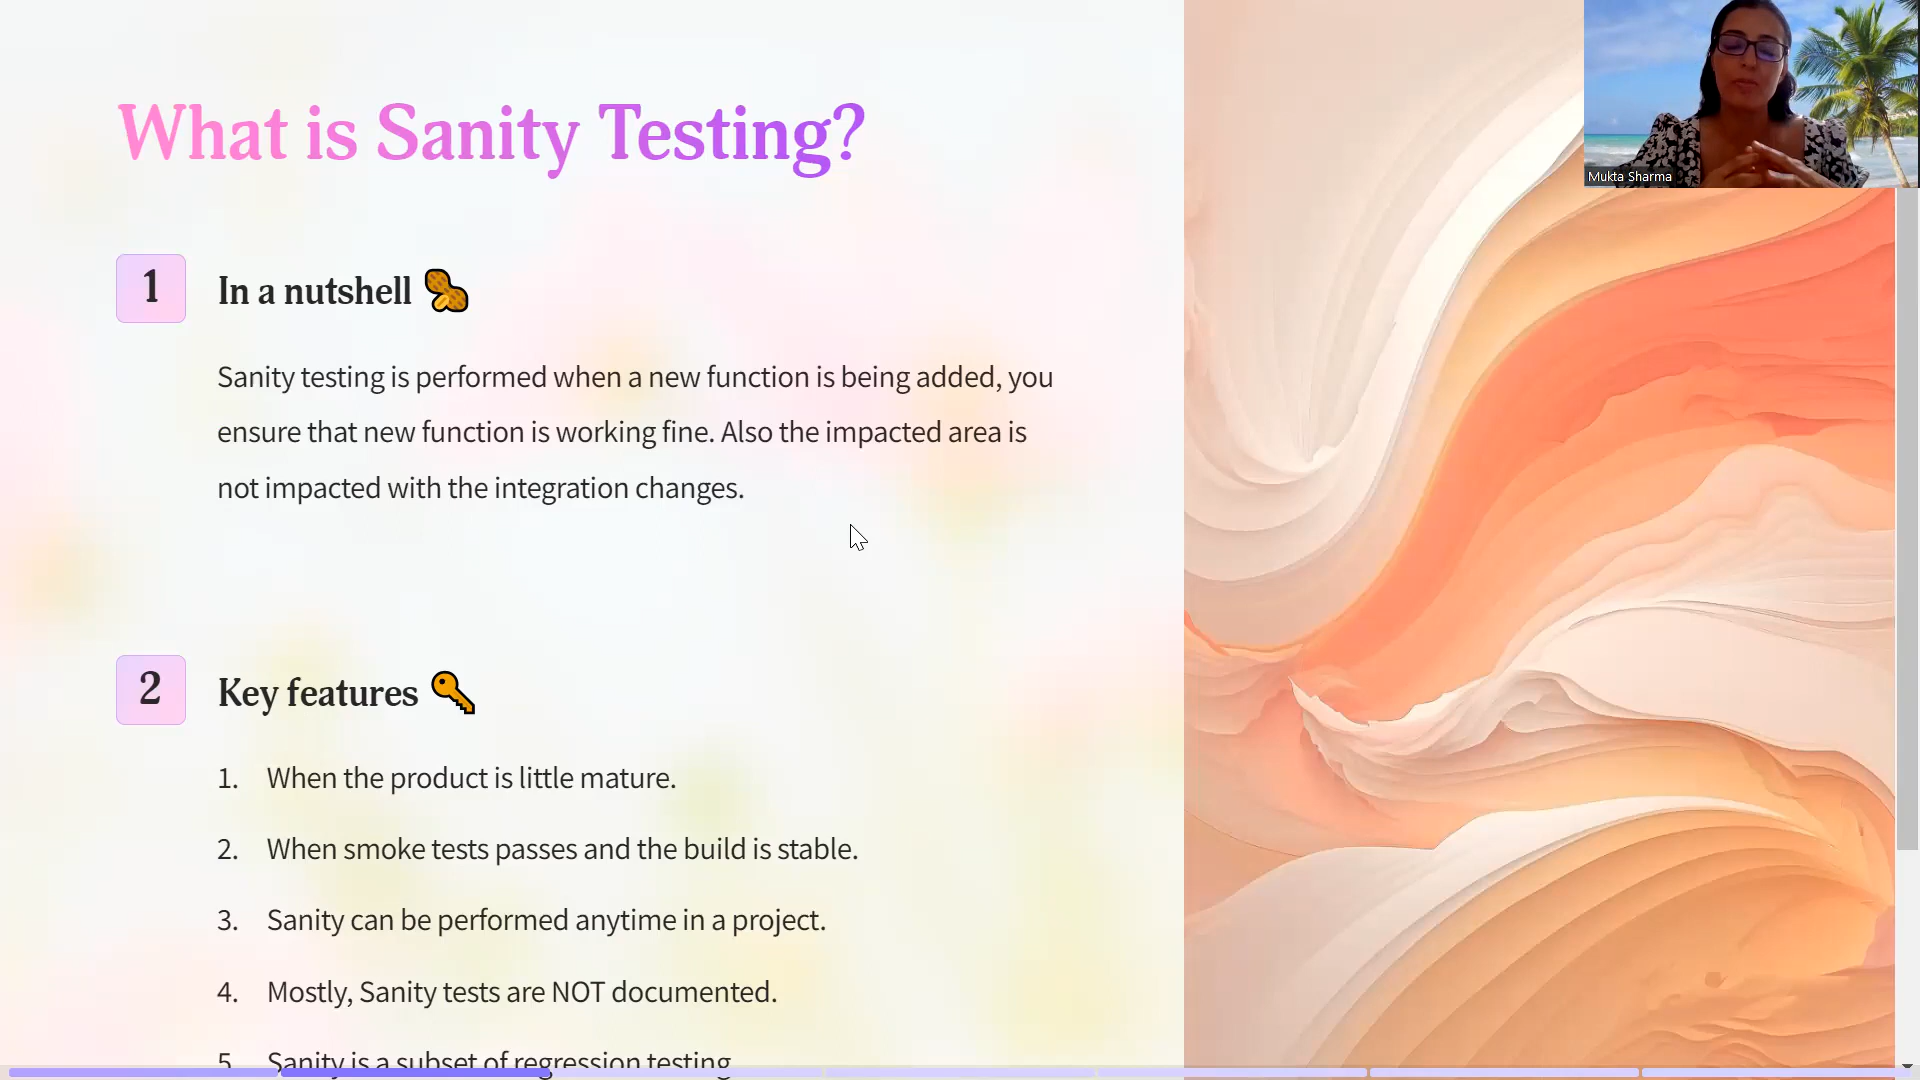 What is Sanity Testing?
1
In a nutshell
Sanity testing is performed when a new function is being added, you
ensure that new function is working fine. Also the impacted area is
not impacted with the integration changes.
2
Key features
1. When the product is little mature.
2. When smoke tests passes and the build is stable.
3. Sanity can be performed anytime in a project.
4. Mostly, Sanity tests are NOT documented.
5. Sanity is a subset of regression testing
Mukta Sharma